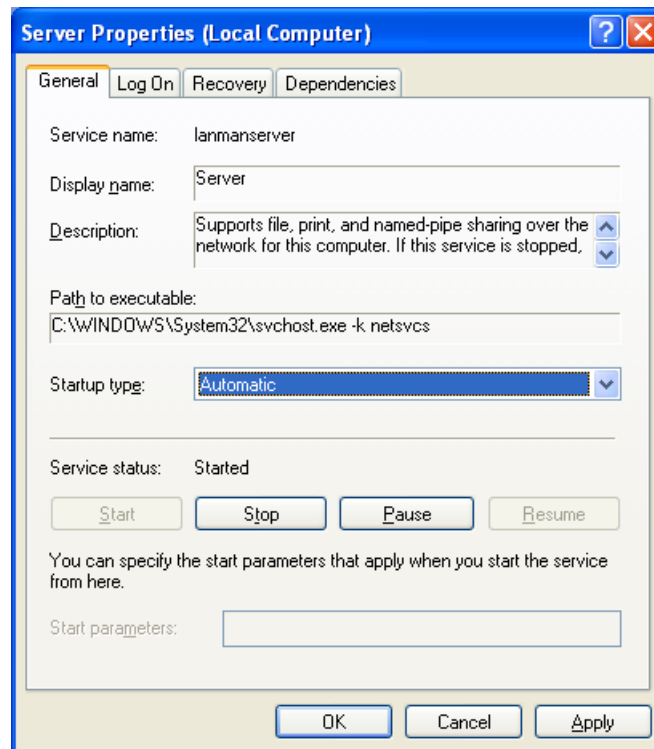 Server Properties (Local Computer)
General Log On Recovery Dependencies
Service name: lanmanserver
Display name: Server
Description: Supports file, print, and named-pipe sharing over the
network for this computer. If this service is stopped,
Path to executable:
C:\WINDOWS\System32\svchost.exe -k netsvcs
Startup type: Automatic
Service status: Started
Start Stop Pause Resume
You can specify the start parameters that apply when you start the service
from here.
Start parameters:
OK Cancel Apply